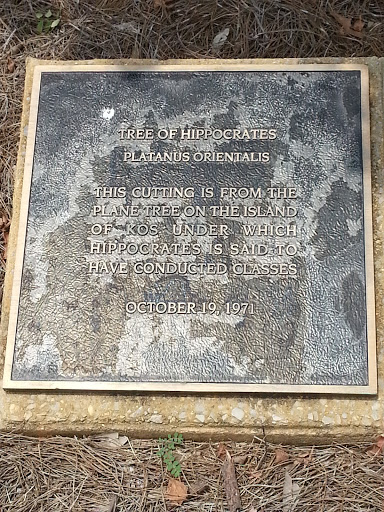 TREE OF HIPPOCRATES
PLATANUS ORIENTALIS
THIS CUTTING IS FROM THE
PLANE TREE ON THE ISLAND
OF KOS UNDER WHICH
HIPPOCRATES IS SAID TO
HAVE CONDUCTED CLASSES
OCTOBER 19, 1971